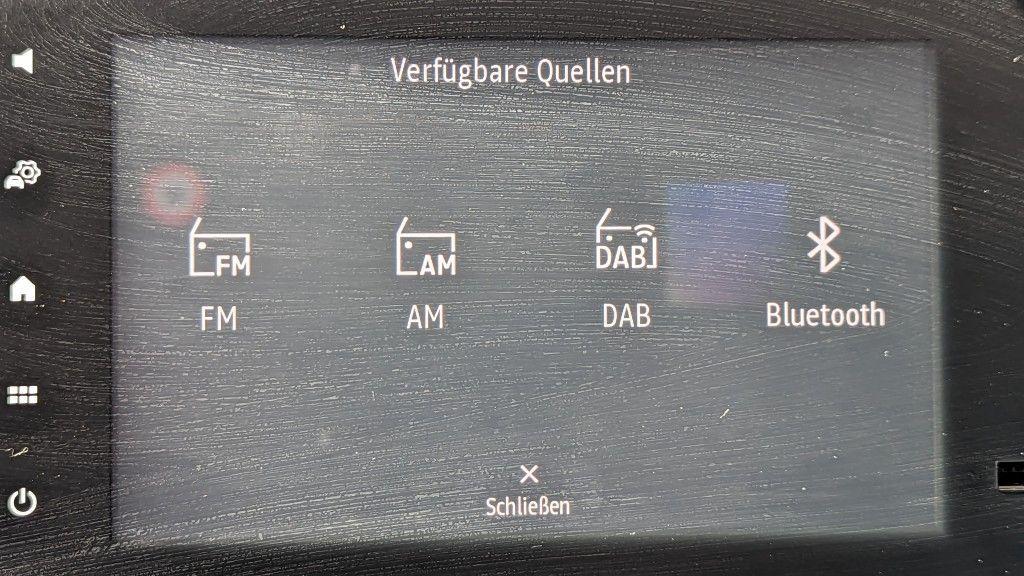 Verfügbare Quellen
FM AM DAB
FM AM DAB Bluetooth
Schließen